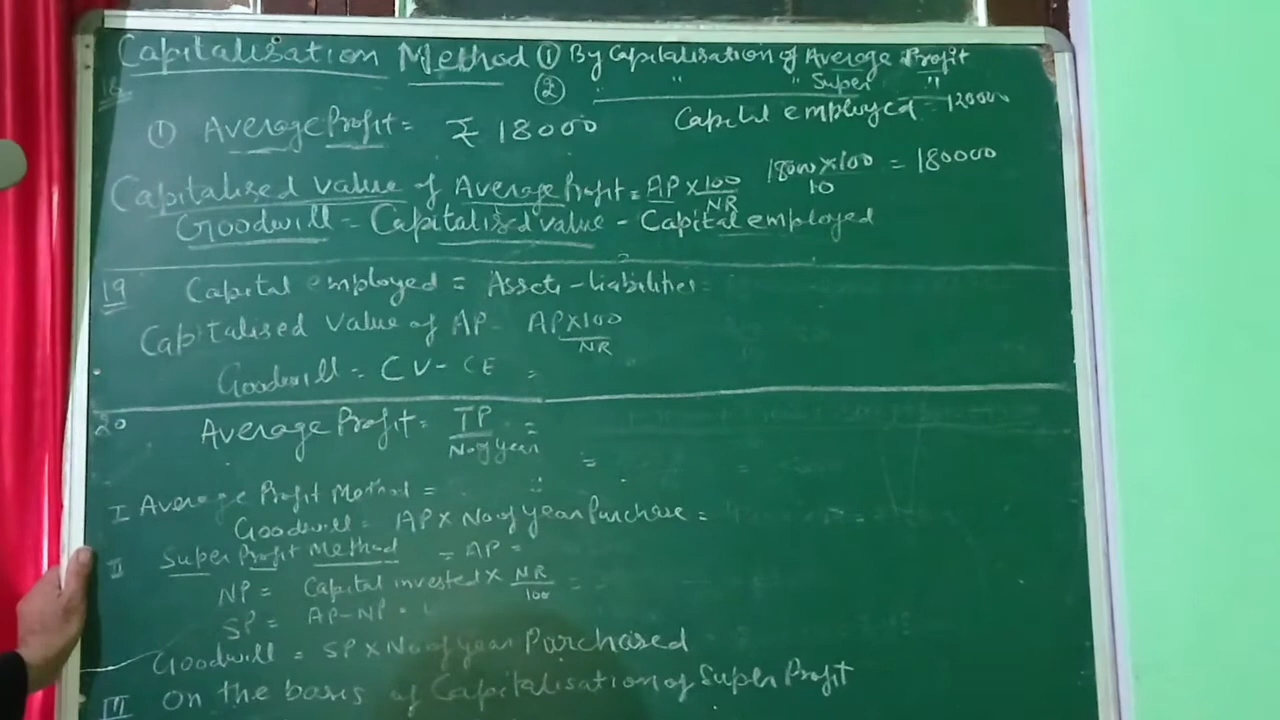 Capitalisation Method ① By Capitalisation of Average Profit
② " " Super "
① Average Profit = ₹ 18000 Capital employed = 120000
Capitalized value of Average Profit = AP × 100/NR 18000 × 100/10 = 180000
Goodwill = Capitalized value - Capital employed
19 Capital employed = Assets - liabilities =
Capitalised Value of AP = AP×100/NR
Goodwill = CV - CE =
20 Average Profit = TP/No of year =
=
I Average Profit Method =
Goodwill = AP × No of year Purchase =
II Super Profit Method = AP =
NP = Capital invested × NR/100 =
SP = AP - NP =
Goodwill = SP × No of year Purchased
III On the basis of Capitalisation of Super Profit